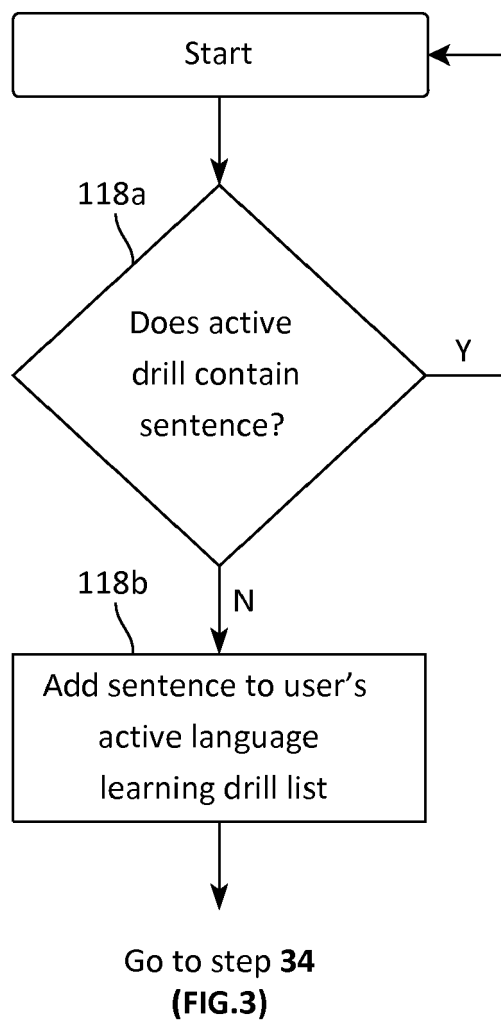 Start
118a
Does active
drill contain
sentence?
Y
118b
N
Add sentence to user's
active language
learning drill list
Go to step 34
(FIG.3)